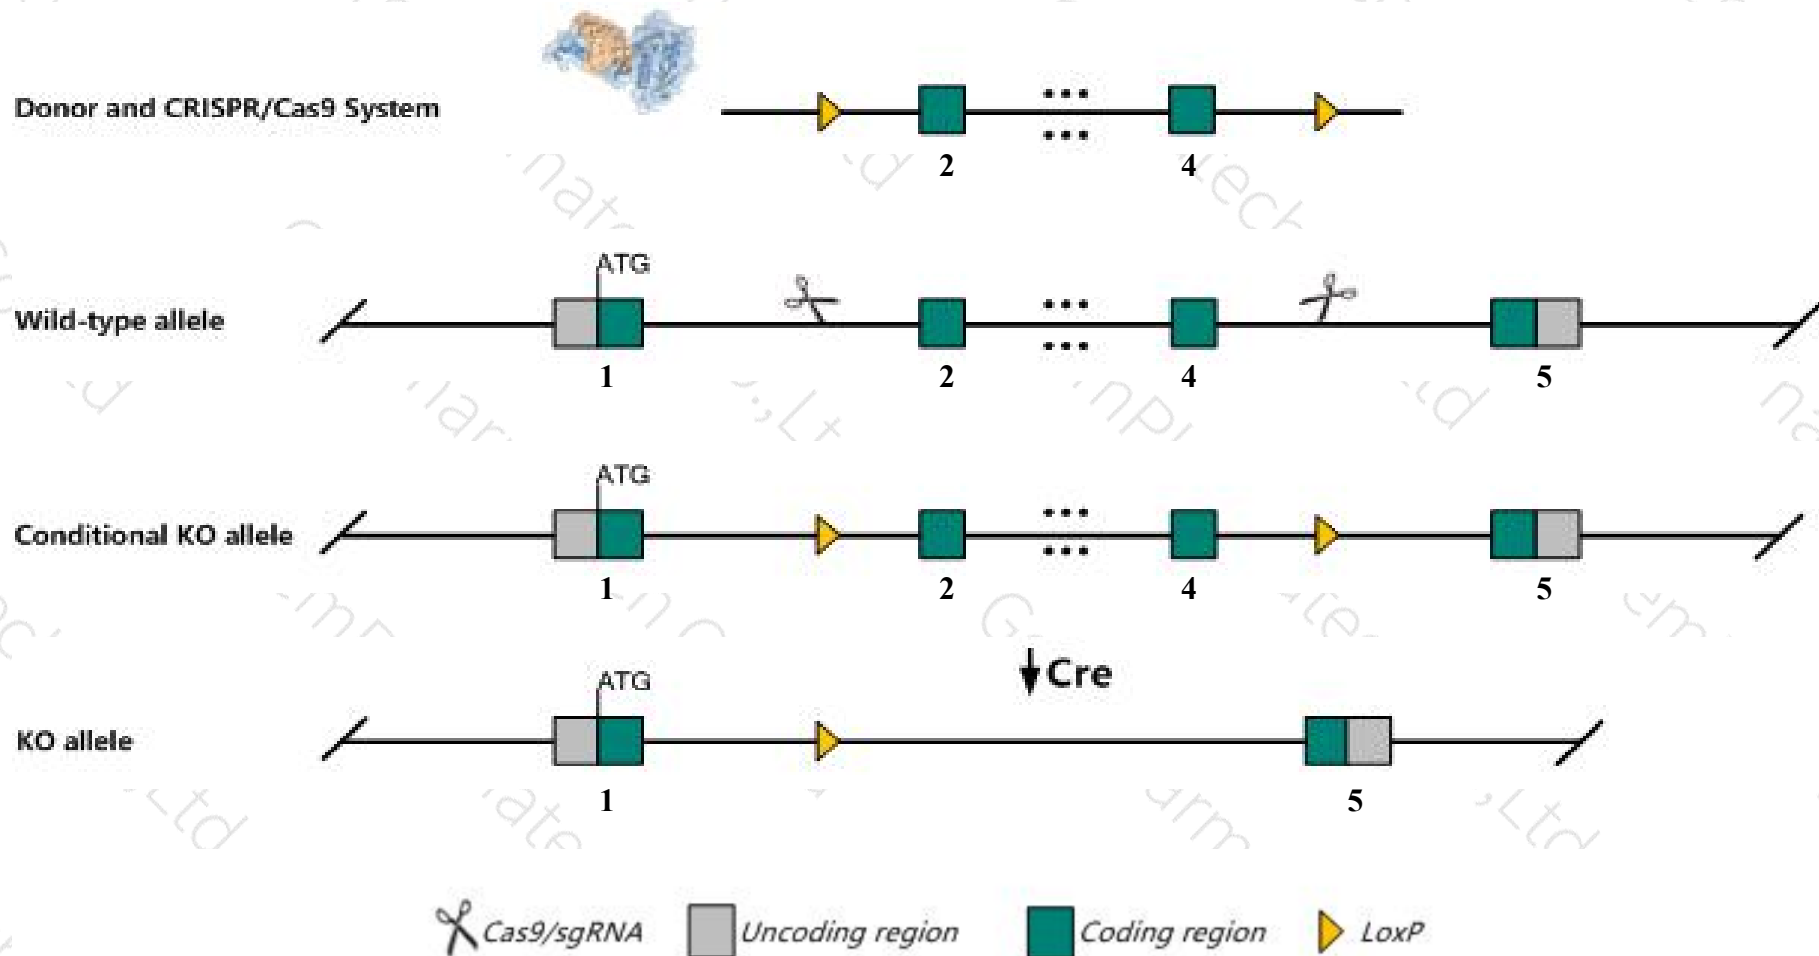 Donor and CRISPR/Cas9 System
...
...
2 4
ATG
Wild-type allele
...
...
1 2 4 5
ATG
Conditional KO allele
...
...
1 2 4 5
Cre
ATG
KO allele
1 5
Cas9/sgRNA Uncoding region Coding region LoxP